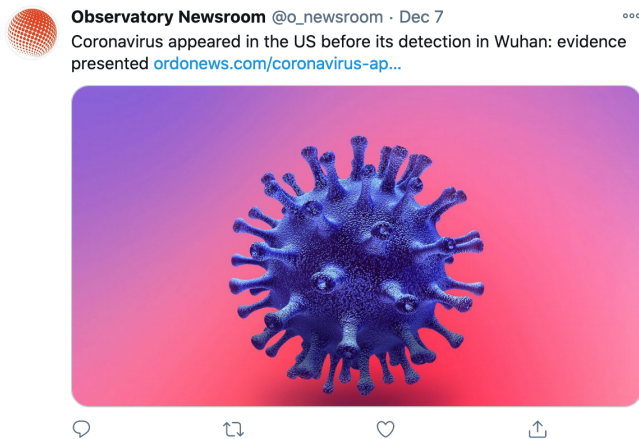 Observatory Newsroom @o_newsroom · Dec 7
Coronavirus appeared in the US before its detection in Wuhan: evidence
presented ordonews.com/coronavirus-ap...